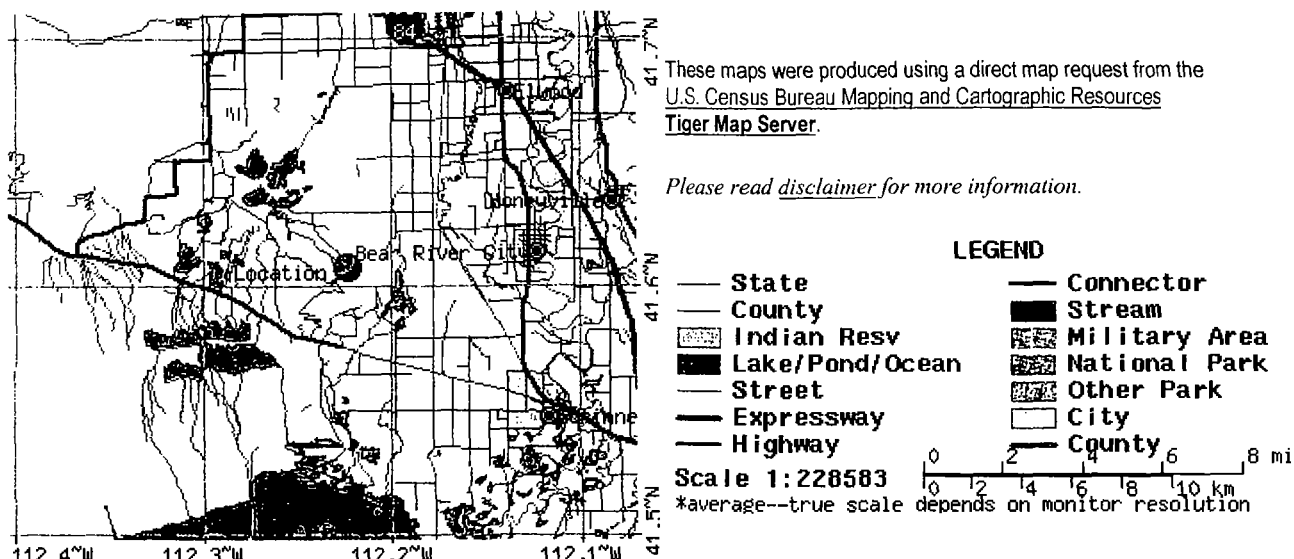 84
41.7~N
Honeyville
Bear River City
Location
41.6~N
41.5~N
112.4~W 112.3~W 112.2~W 112.1~W
These maps were produced using a direct map request from the
U.S. Census Bureau Mapping and Cartographic Resources
Tiger Map Server.
Please read disclaimer for more information.
LEGEND
State
County
Indian Resv
Lake/Pond/Ocean
Street
Expressway
Highway
Connector
Stream
Military Area
National Park
Other Park
City
County
0 2 4 6 8 mi
0 2 4 6 8 10 km
Scale 1:228583
*average--true scale depends on monitor resolution